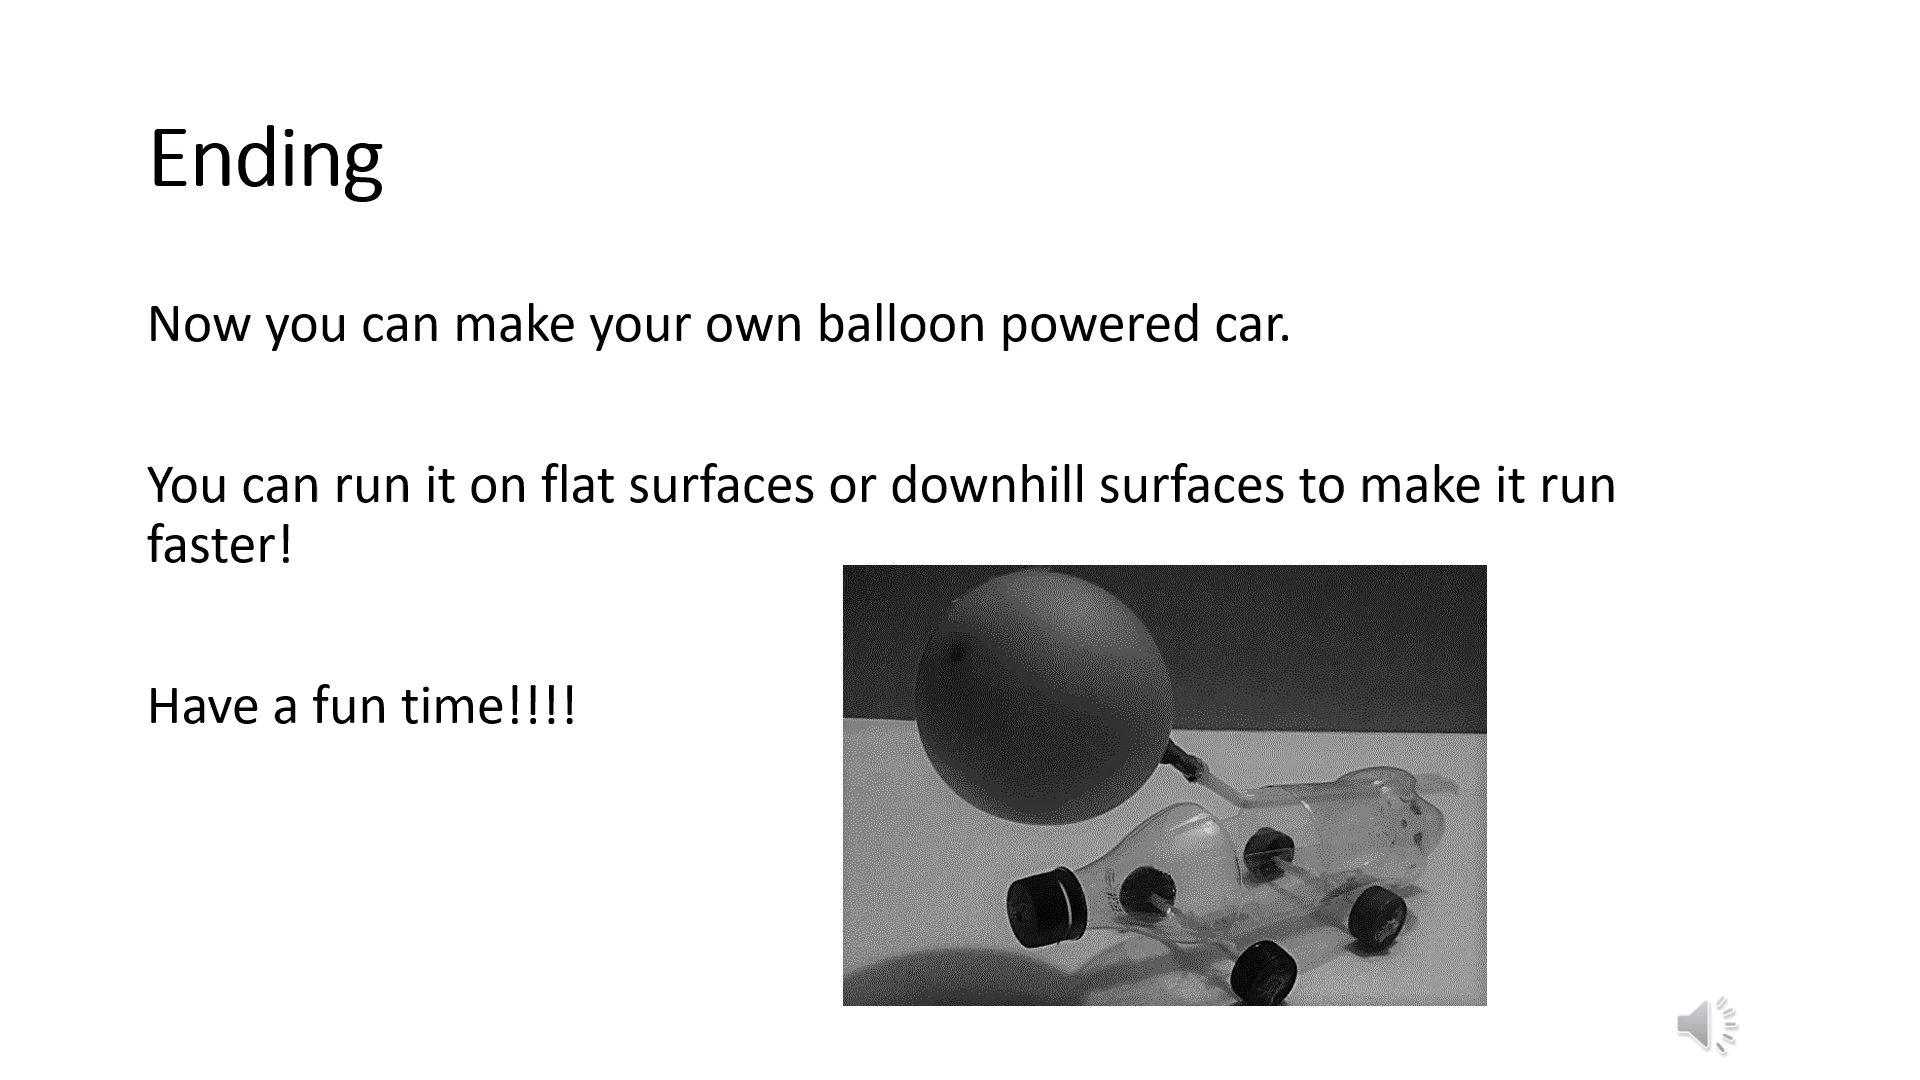 Ending
Now you can make your own balloon powered car.
You can run it on flat surfaces or downhill surfaces to make it run
faster!
Have a fun time!!!!